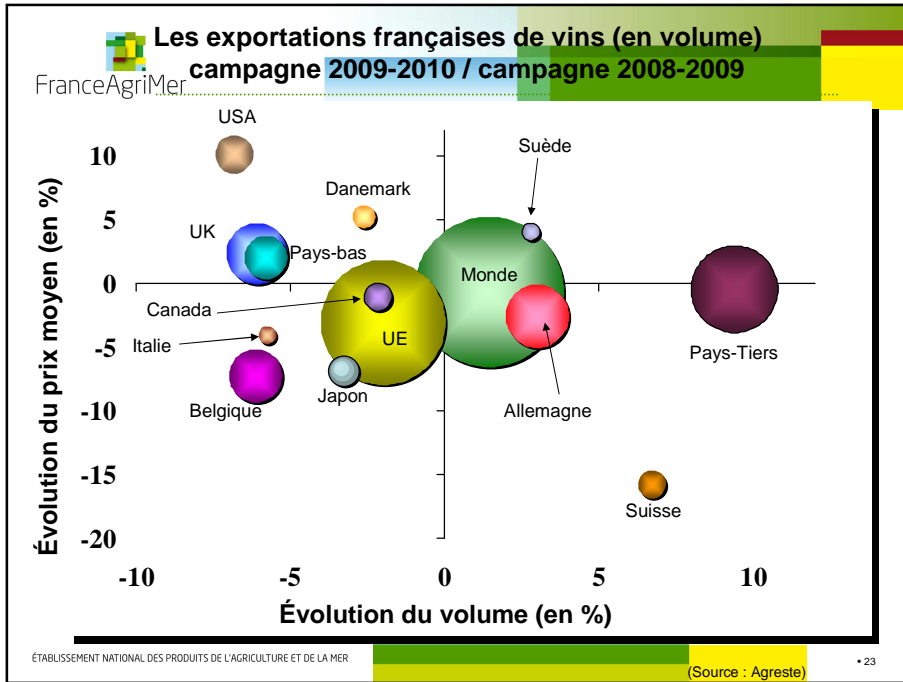 Les exportations françaises de vins (en volume)
campagne 2009-2010 / campagne 2008-2009
FranceAgriMer
USA
Suède
10
Danemark
5
UK
Pays-bas
Monde
0
Canada
Italie
UE
-5
Pays-Tiers
Belgique
Japon
Allemagne
-10
-15
Suisse
-20
-10
-5
0
5
10
Évolution du prix moyen (en %)
Évolution du volume (en %)
ÉTABLISSEMENT NATIONAL DES PRODUITS DE L'AGRICULTURE ET DE LA MER
(Source : Agreste)
• 23